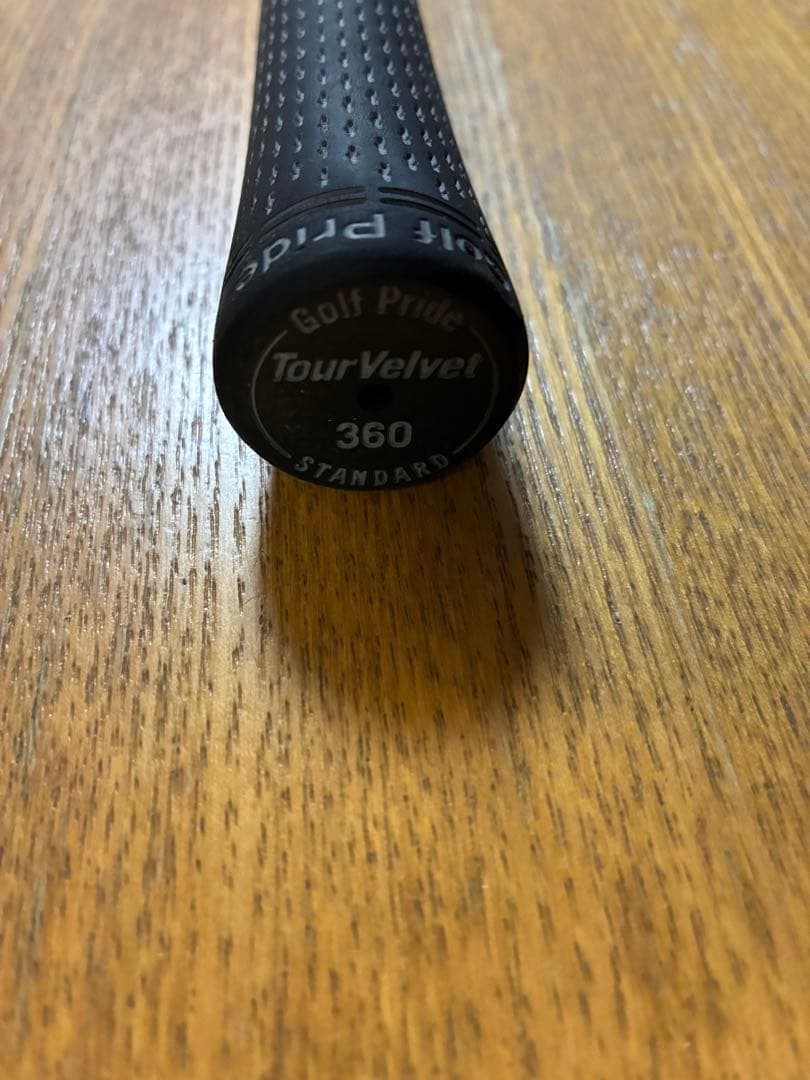 Golf Pride
Golf Pride
TourVelvet
360
STANDARD